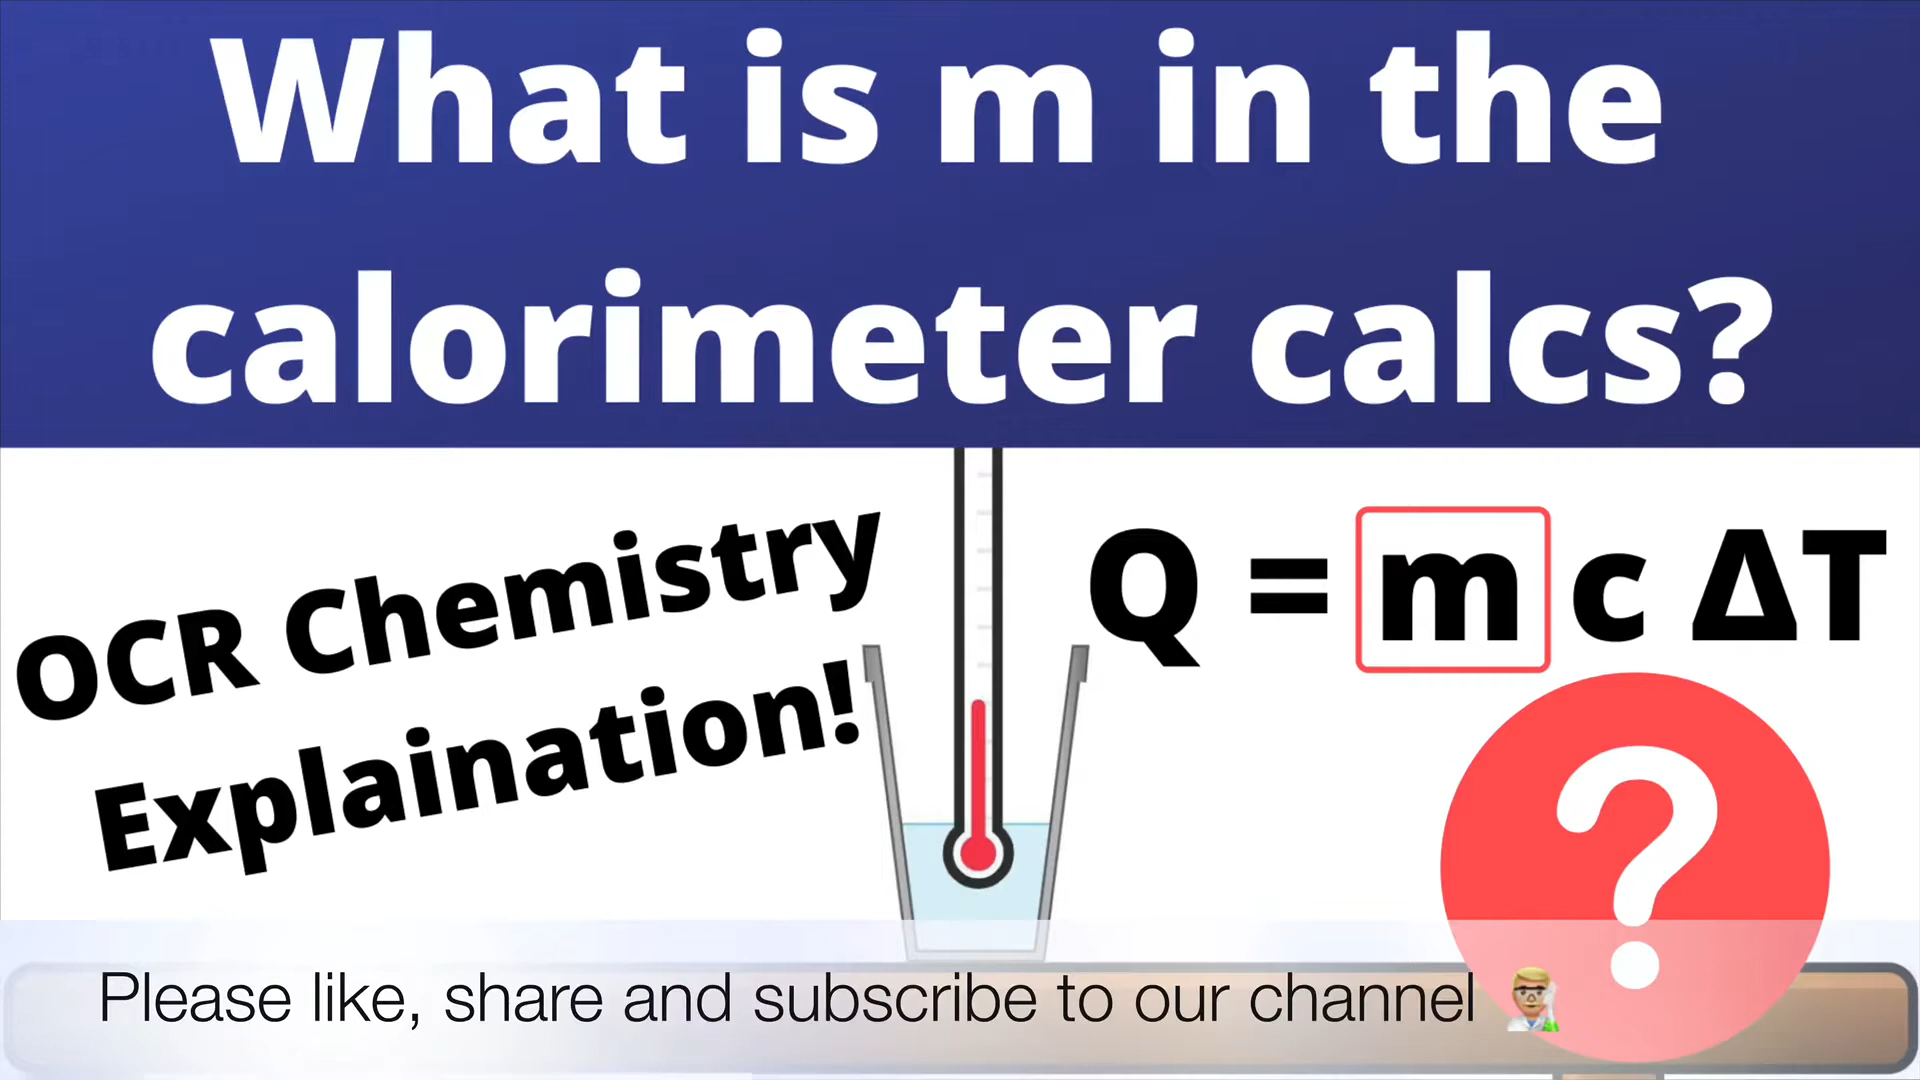 What is m in the
calorimeter calcs?
OCR Chemistry
Explaination!
Q = m c ΔT
?
Please like, share and subscribe to our channel 👨🏼‍🔬